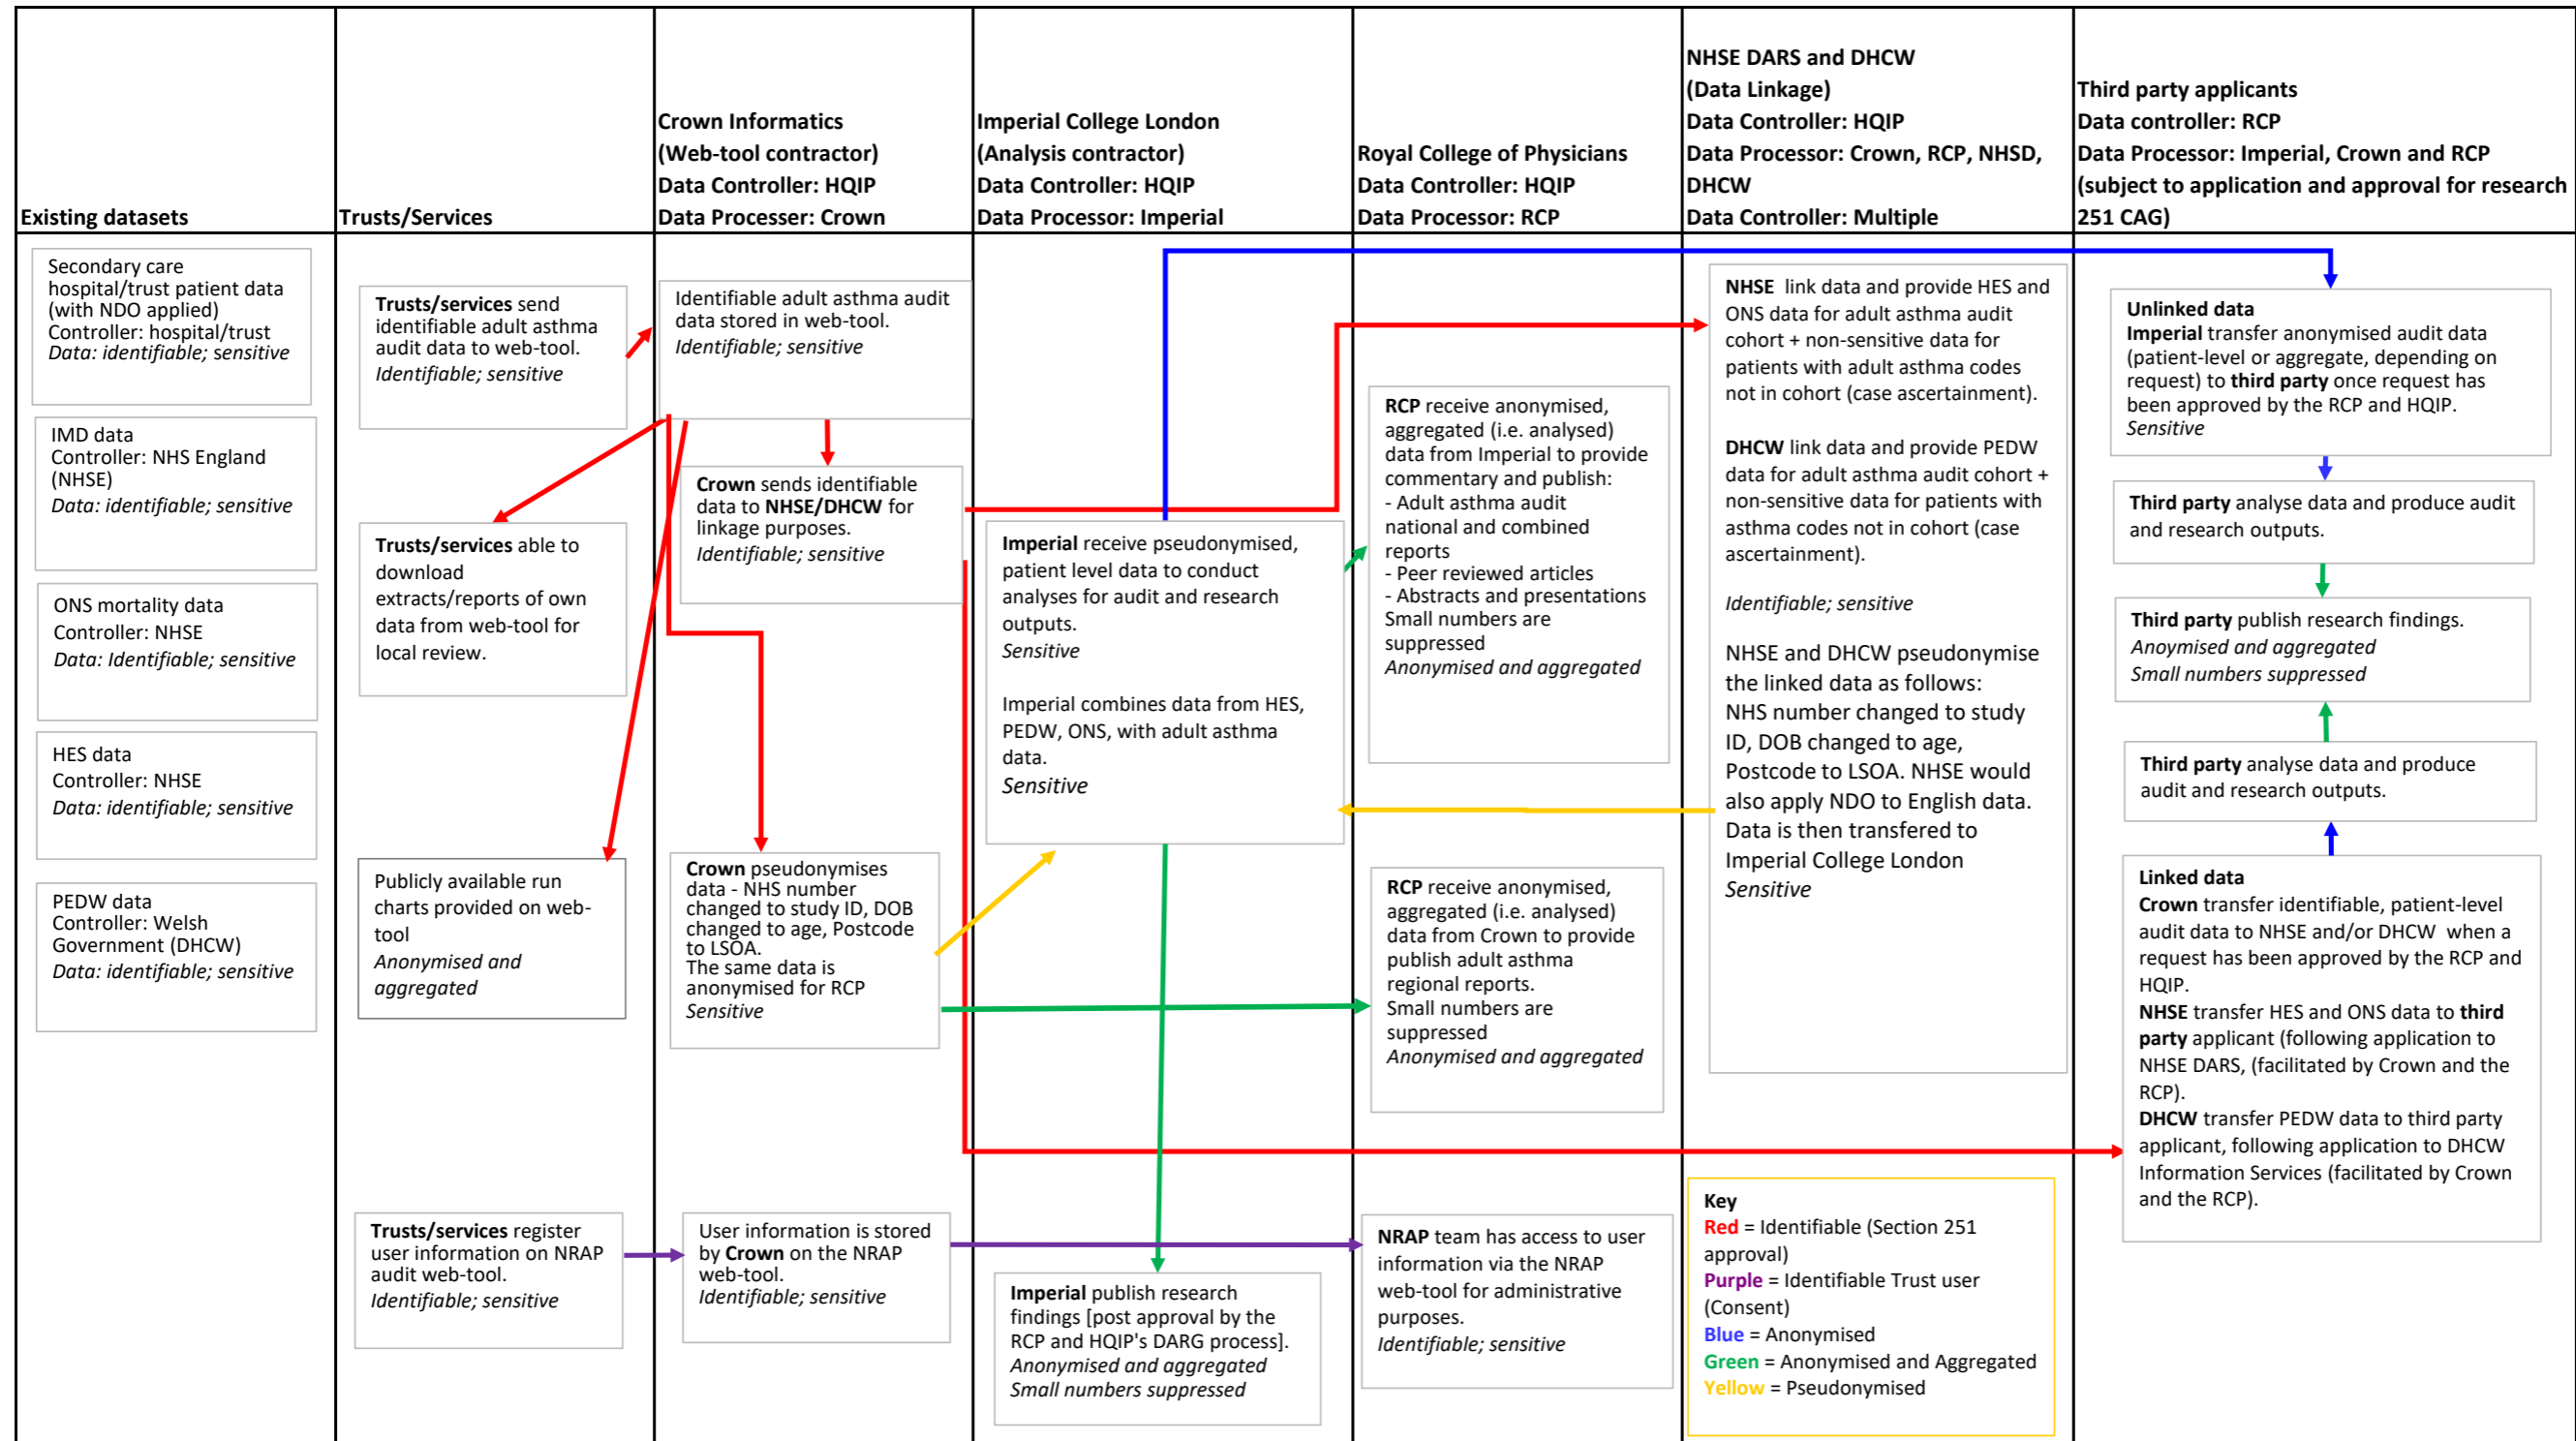 Existing datasets
Trusts/Services
Crown Informatics
(Web-tool contractor)
Data Controller: HQIP
Data Processer: Crown
Imperial College London
(Analysis contractor)
Data Controller: HQIP
Data Processor: Imperial
Royal College of Physicians
Data Controller: HQIP
Data Processor: RCP
NHSE DARS and DHCW
(Data Linkage)
Data Controller: HQIP
Data Processor: Crown, RCP, NHSD,
DHCW
Data Controller: Multiple
Third party applicants
Data controller: RCP
Data Processor: Imperial, Crown and RCP
(subject to application and approval for research
251 CAG)
Secondary care
hospital/trust patient data
(with NDO applied)
Controller: hospital/trust
Data: identifiable; sensitive
IMD data
Controller: NHS England
(NHSE)
Data: identifiable; sensitive
ONS mortality data
Controller: NHSE
Data: Identifiable; sensitive
HES data
Controller: NHSE
Data: identifiable; sensitive
PEDW data
Controller: Welsh
Government (DHCW)
Data: identifiable; sensitive
Trusts/services send
identifiable adult asthma
audit data to web-tool.
Identifiable; sensitive
Trusts/services able to
download
extracts/reports of own
data from web-tool for
local review.
Publicly available run
charts provided on web-
tool
Anonymised and
aggregated
Trusts/services register
user information on NRAP
audit web-tool.
Identifiable; sensitive
Identifiable adult asthma audit
data stored in web-tool.
Identifiable; sensitive
Crown sends identifiable
data to NHSE/DHCW for
linkage purposes.
Identifiable; sensitive
Crown pseudonymises
data - NHS number
changed to study ID, DOB
changed to age, Postcode
to LSOA.
The same data is
anonymised for RCP
Sensitive
User information is stored
by Crown on the NRAP
web-tool.
Identifiable; sensitive
Imperial receive pseudonymised,
patient level data to conduct
analyses for audit and research
outputs.
Sensitive
Imperial combines data from HES,
PEDW, ONS, with adult asthma
data.
Sensitive
Imperial publish research
findings [post approval by the
RCP and HQIP's DARG process].
Anonymised and aggregated
Small numbers suppressed
RCP receive anonymised,
aggregated (i.e. analysed)
data from Imperial to provide
commentary and publish:
- Adult asthma audit
national and combined
reports
- Peer reviewed articles
- Abstracts and presentations
Small numbers are
suppressed
Anonymised and aggregated
RCP receive anonymised,
aggregated (i.e. analysed)
data from Crown to provide
publish adult asthma
regional reports.
Small numbers are
suppressed
Anonymised and aggregated
NRAP team has access to user
information via the NRAP
web-tool for administrative
purposes.
Identifiable; sensitive
NHSE link data and provide HES and
ONS data for adult asthma audit
cohort + non-sensitive data for
patients with adult asthma codes
not in cohort (case ascertainment).
DHCW link data and provide PEDW
data for adult asthma audit cohort +
non-sensitive data for patients with
asthma codes not in cohort (case
ascertainment).
Identifiable; sensitive
NHSE and DHCW pseudonymise
the linked data as follows:
NHS number changed to study
ID, DOB changed to age,
Postcode to LSOA. NHSE would
also apply NDO to English data.
Data is then transfered to
Imperial College London
Sensitive
Key
Red = Identifiable (Section 251
approval)
Purple = Identifiable Trust user
(Consent)
Blue = Anonymised
Green = Anonymised and Aggregated
Yellow = Pseudonymised
Unlinked data
Imperial transfer anonymised audit data
(patient-level or aggregate, depending on
request) to third party once request has
been approved by the RCP and HQIP.
Sensitive
Third party analyse data and produce audit
and research outputs.
Third party publish research findings.
Anoymised and aggregated
Small numbers suppressed
Third party analyse data and produce
audit and research outputs.
Linked data
Crown transfer identifiable, patient-level
audit data to NHSE and/or DHCW when a
request has been approved by the RCP and
HQIP.
NHSE transfer HES and ONS data to third
party applicant (following application to
NHSE DARS, (facilitated by Crown and the
RCP).
DHCW transfer PEDW data to third party
applicant, following application to DHCW
Information Services (facilitated by Crown
and the RCP).